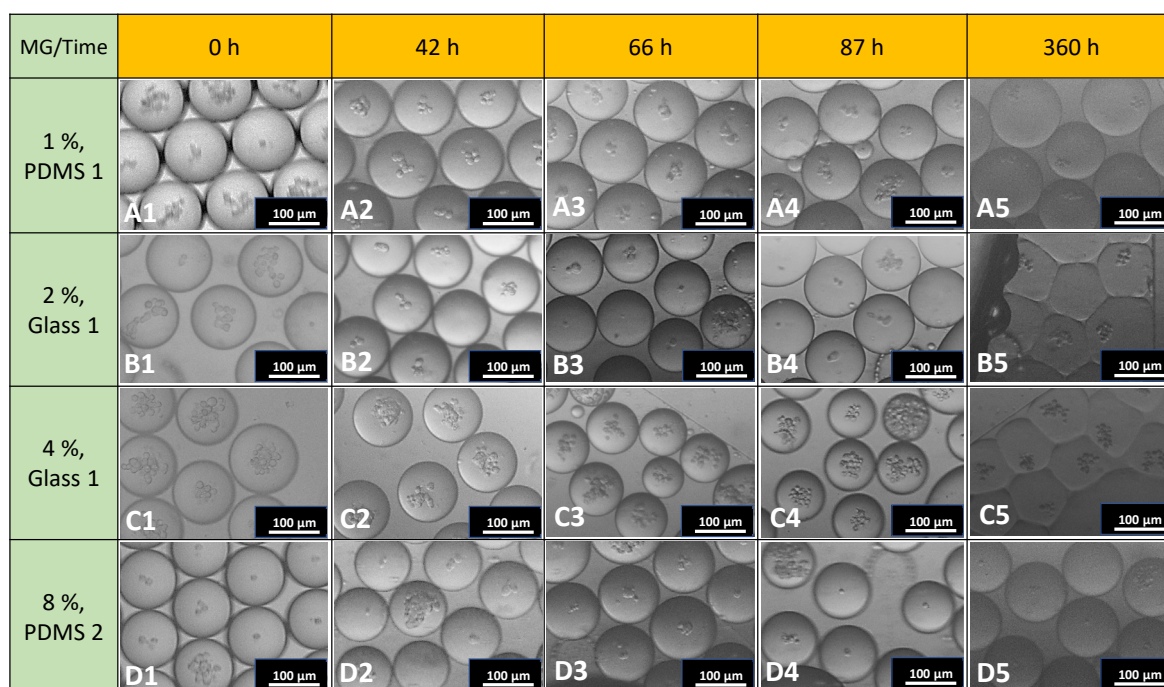 MG/Time 0 h 42 h 66 h 87 h 360 h
1 %,
PDMS 1
A1 100 µm A2 100 µm A3 100 µm A4 100 µm A5 100 µm
2 %,
Glass 1
B1 100 µm B2 100 µm B3 100 µm B4 100 µm B5 100 µm
4 %,
Glass 1
C1 100 µm C2 100 µm C3 100 µm C4 100 µm C5 100 µm
8 %,
PDMS 2
D1 100 µm D2 100 µm D3 100 µm D4 100 µm D5 100 µm